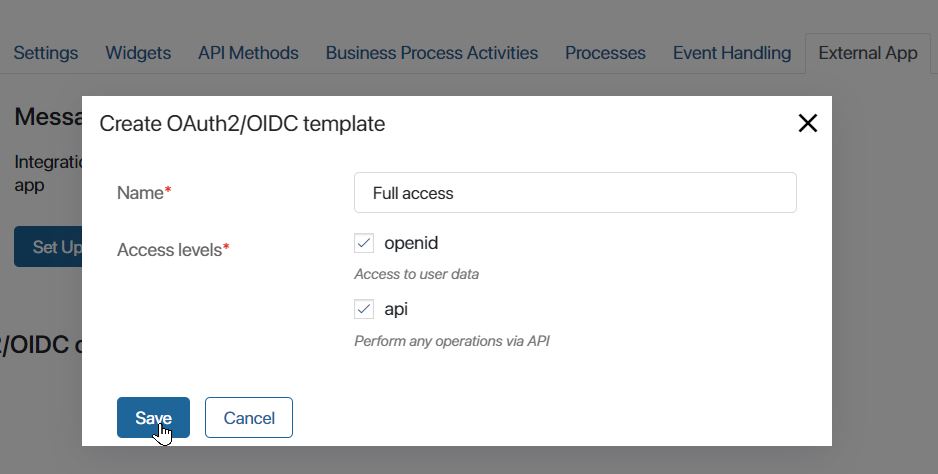 Settings Widgets API Methods Business Process Activities Processes Event Handling External App
Create OAuth2/OIDC template
Integratio
app
Name*
Full access
Set Up
Access levels*
openid
Access to user data
api
Perform any operations via API
/OIDC
Save
Cancel